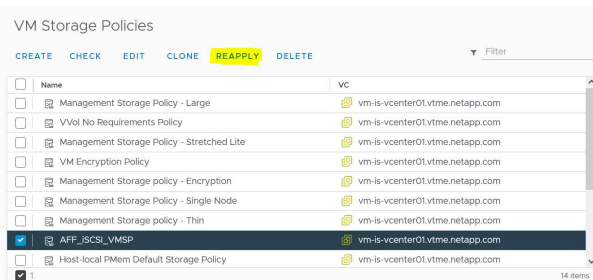 VM Storage Policies
CREATE CHECK EDIT CLONE REAPPLY DELETE Filter
Name VC
Management Storage Policy - Large vm-is-vcenter01.vtme.netapp.com
VVol No Requirements Policy vm-is-vcenter01.vtme.netapp.com
Management Storage Policy - Stretched Lite vm-is-vcenter01.vtme.netapp.com
VM Encryption Policy vm-is-vcenter01.vtme.netapp.com
Management Storage policy - Encryption vm-is-vcenter01.vtme.netapp.com
Management Storage Policy - Single Node vm-is-vcenter01.vtme.netapp.com
Management Storage policy - Thin vm-is-vcenter01.vtme.netapp.com
AFF_iSCSI_VMSP vm-is-vcenter01.vtme.netapp.com
Host-local PMem Default Storage Policy vm-is-vcenter01.vtme.netapp.com
1 14 items